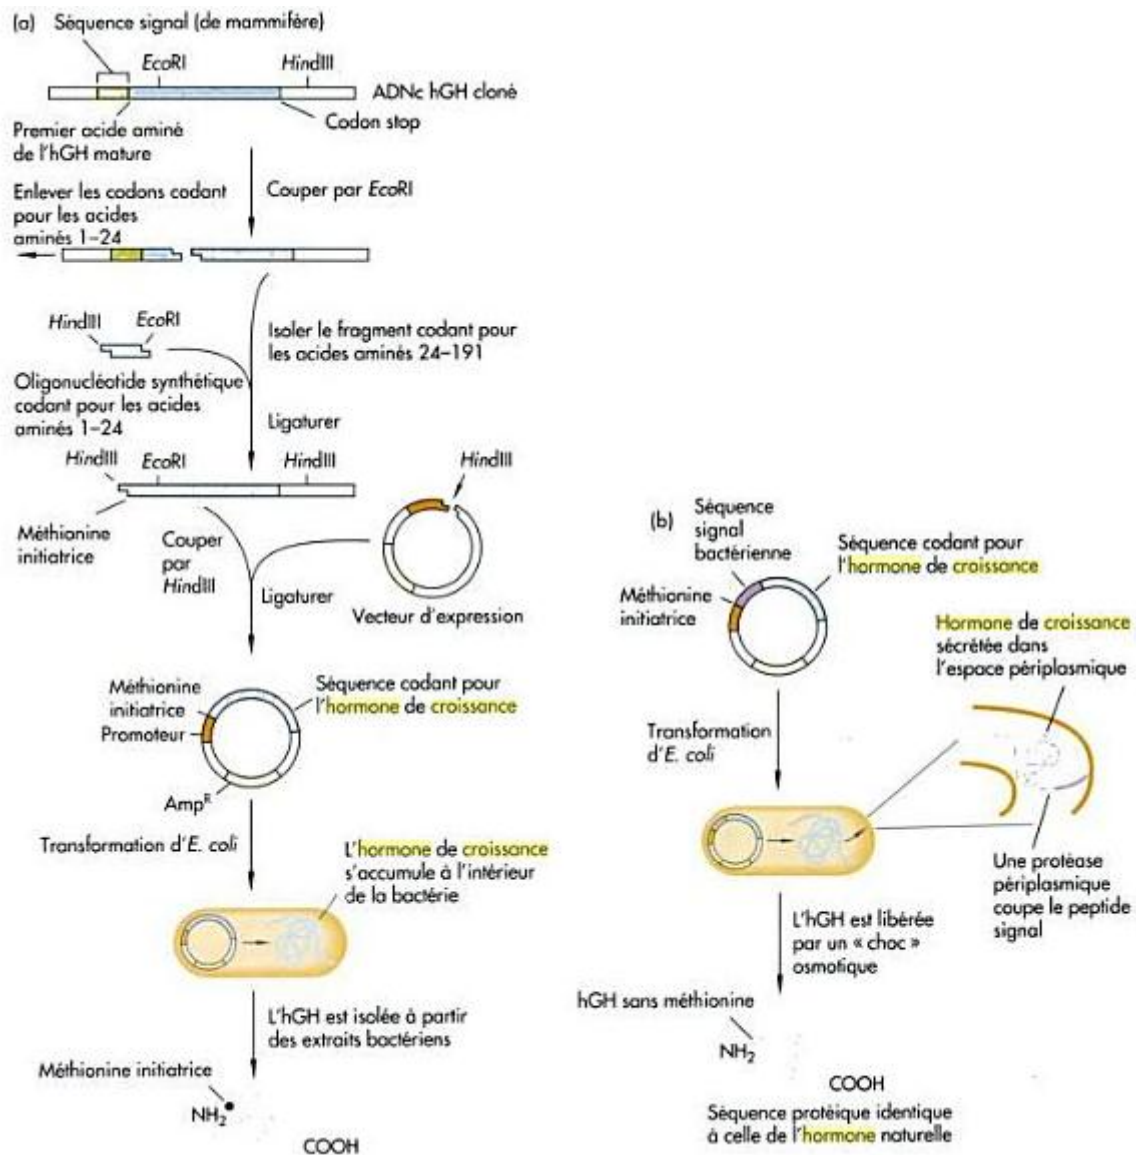 (a) Séquence signal (de mammifère)
EcoRI
HindIII
ADNc hGH cloné
Premier acide aminé
de l'hGH mature
Codon stop
Enlever les codons codant
pour les acides
aminés 1–24
Couper par EcoRI
HindIII
EcoRI
Isoler le fragment codant pour
les acides aminés 24–191
Oligonucléotide synthétique
codant pour les acides
aminés 1–24
Ligaturer
HindIII
EcoRI
HindIII
HindIII
Méthionine
initiatrice
Couper
par
HindIII
Ligaturer
Vecteur d'expression
Méthionine
initiatrice
Promoteur
Séquence codant pour
l'hormone de croissance
AmpR
Transformation d'E. coli
L'hormone de croissance
s'accumule à l'intérieur
de la bactérie
L'hGH est isolée à partir
des extraits bactériens
Méthionine initiatrice
NH2
COOH
(b) Séquence
signal
bactérienne
Séquence codant pour
l'hormone de croissance
Méthionine
initiatrice
Hormone de croissance
sécrétée dans
l'espace périplasmique
Transformation
d'E. coli
Une protéase
périplasmique
coupe le peptide
signal
L'hGH est libérée
par un « choc »
osmotique
hGH sans méthionine
NH2
COOH
Séquence protéique identique
à celle de l'hormone naturelle